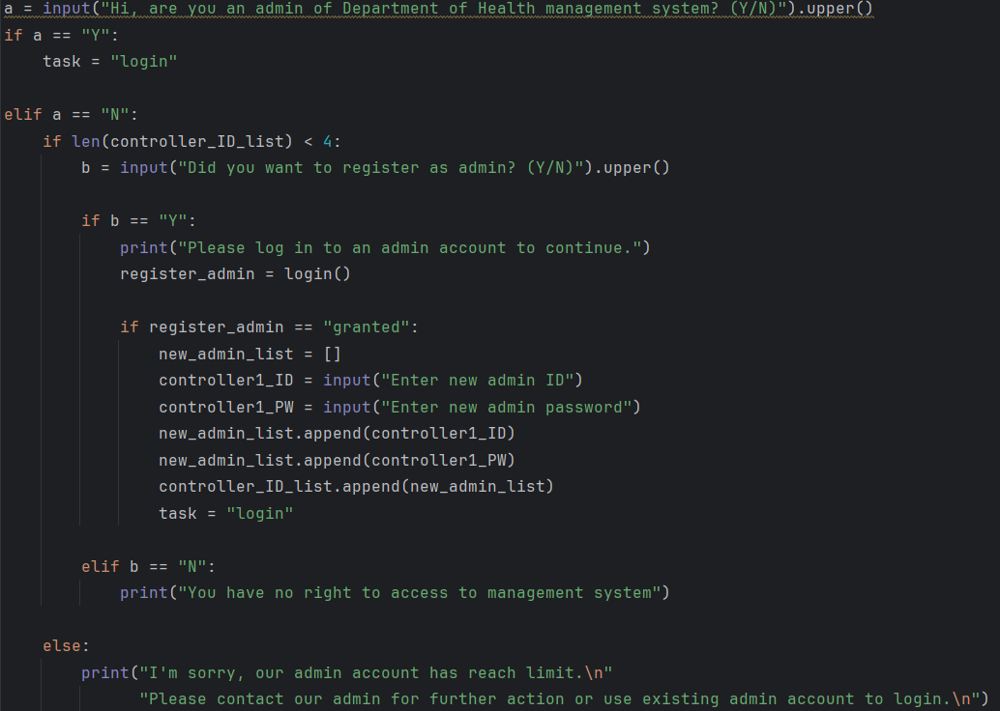 a = input("Hi, are you an admin of Department of Health management system? (Y/N)").upper()
if a == "Y":
    task = "login"

elif a == "N":
    if len(controller_ID_list) < 4:
        b = input("Did you want to register as admin? (Y/N)").upper()

        if b == "Y":
            print("Please log in to an admin account to continue.")
            register_admin = login()

            if register_admin == "granted":
                new_admin_list = []
                controller1_ID = input("Enter new admin ID")
                controller1_PW = input("Enter new admin password")
                new_admin_list.append(controller1_ID)
                new_admin_list.append(controller1_PW)
                controller_ID_list.append(new_admin_list)
                task = "login"

        elif b == "N":
            print("You have no right to access to management system")

    else:
        print("I'm sorry, our admin account has reach limit.\n"
              "Please contact our admin for further action or use existing admin account to login.\n")